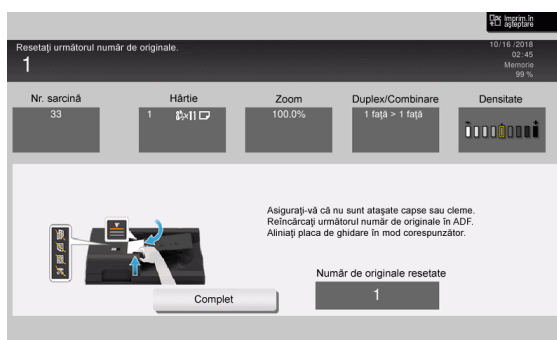 Imprim.în
așteptare
Resetați următorul număr de originale.
1
10/16 /2018
02:45
Memorie
99 %
Nr. sarcină
Hârtie
Zoom
Duplex/Combinare
Densitate
33
1
100.0%
1 față > 1 față
Asigurați-vă că nu sunt atașate capse sau cleme.
Reîncărcați următorul număr de originale în ADF.
Aliniați placa de ghidare în mod corespunzător.
Număr de originale resetate
Complet
1